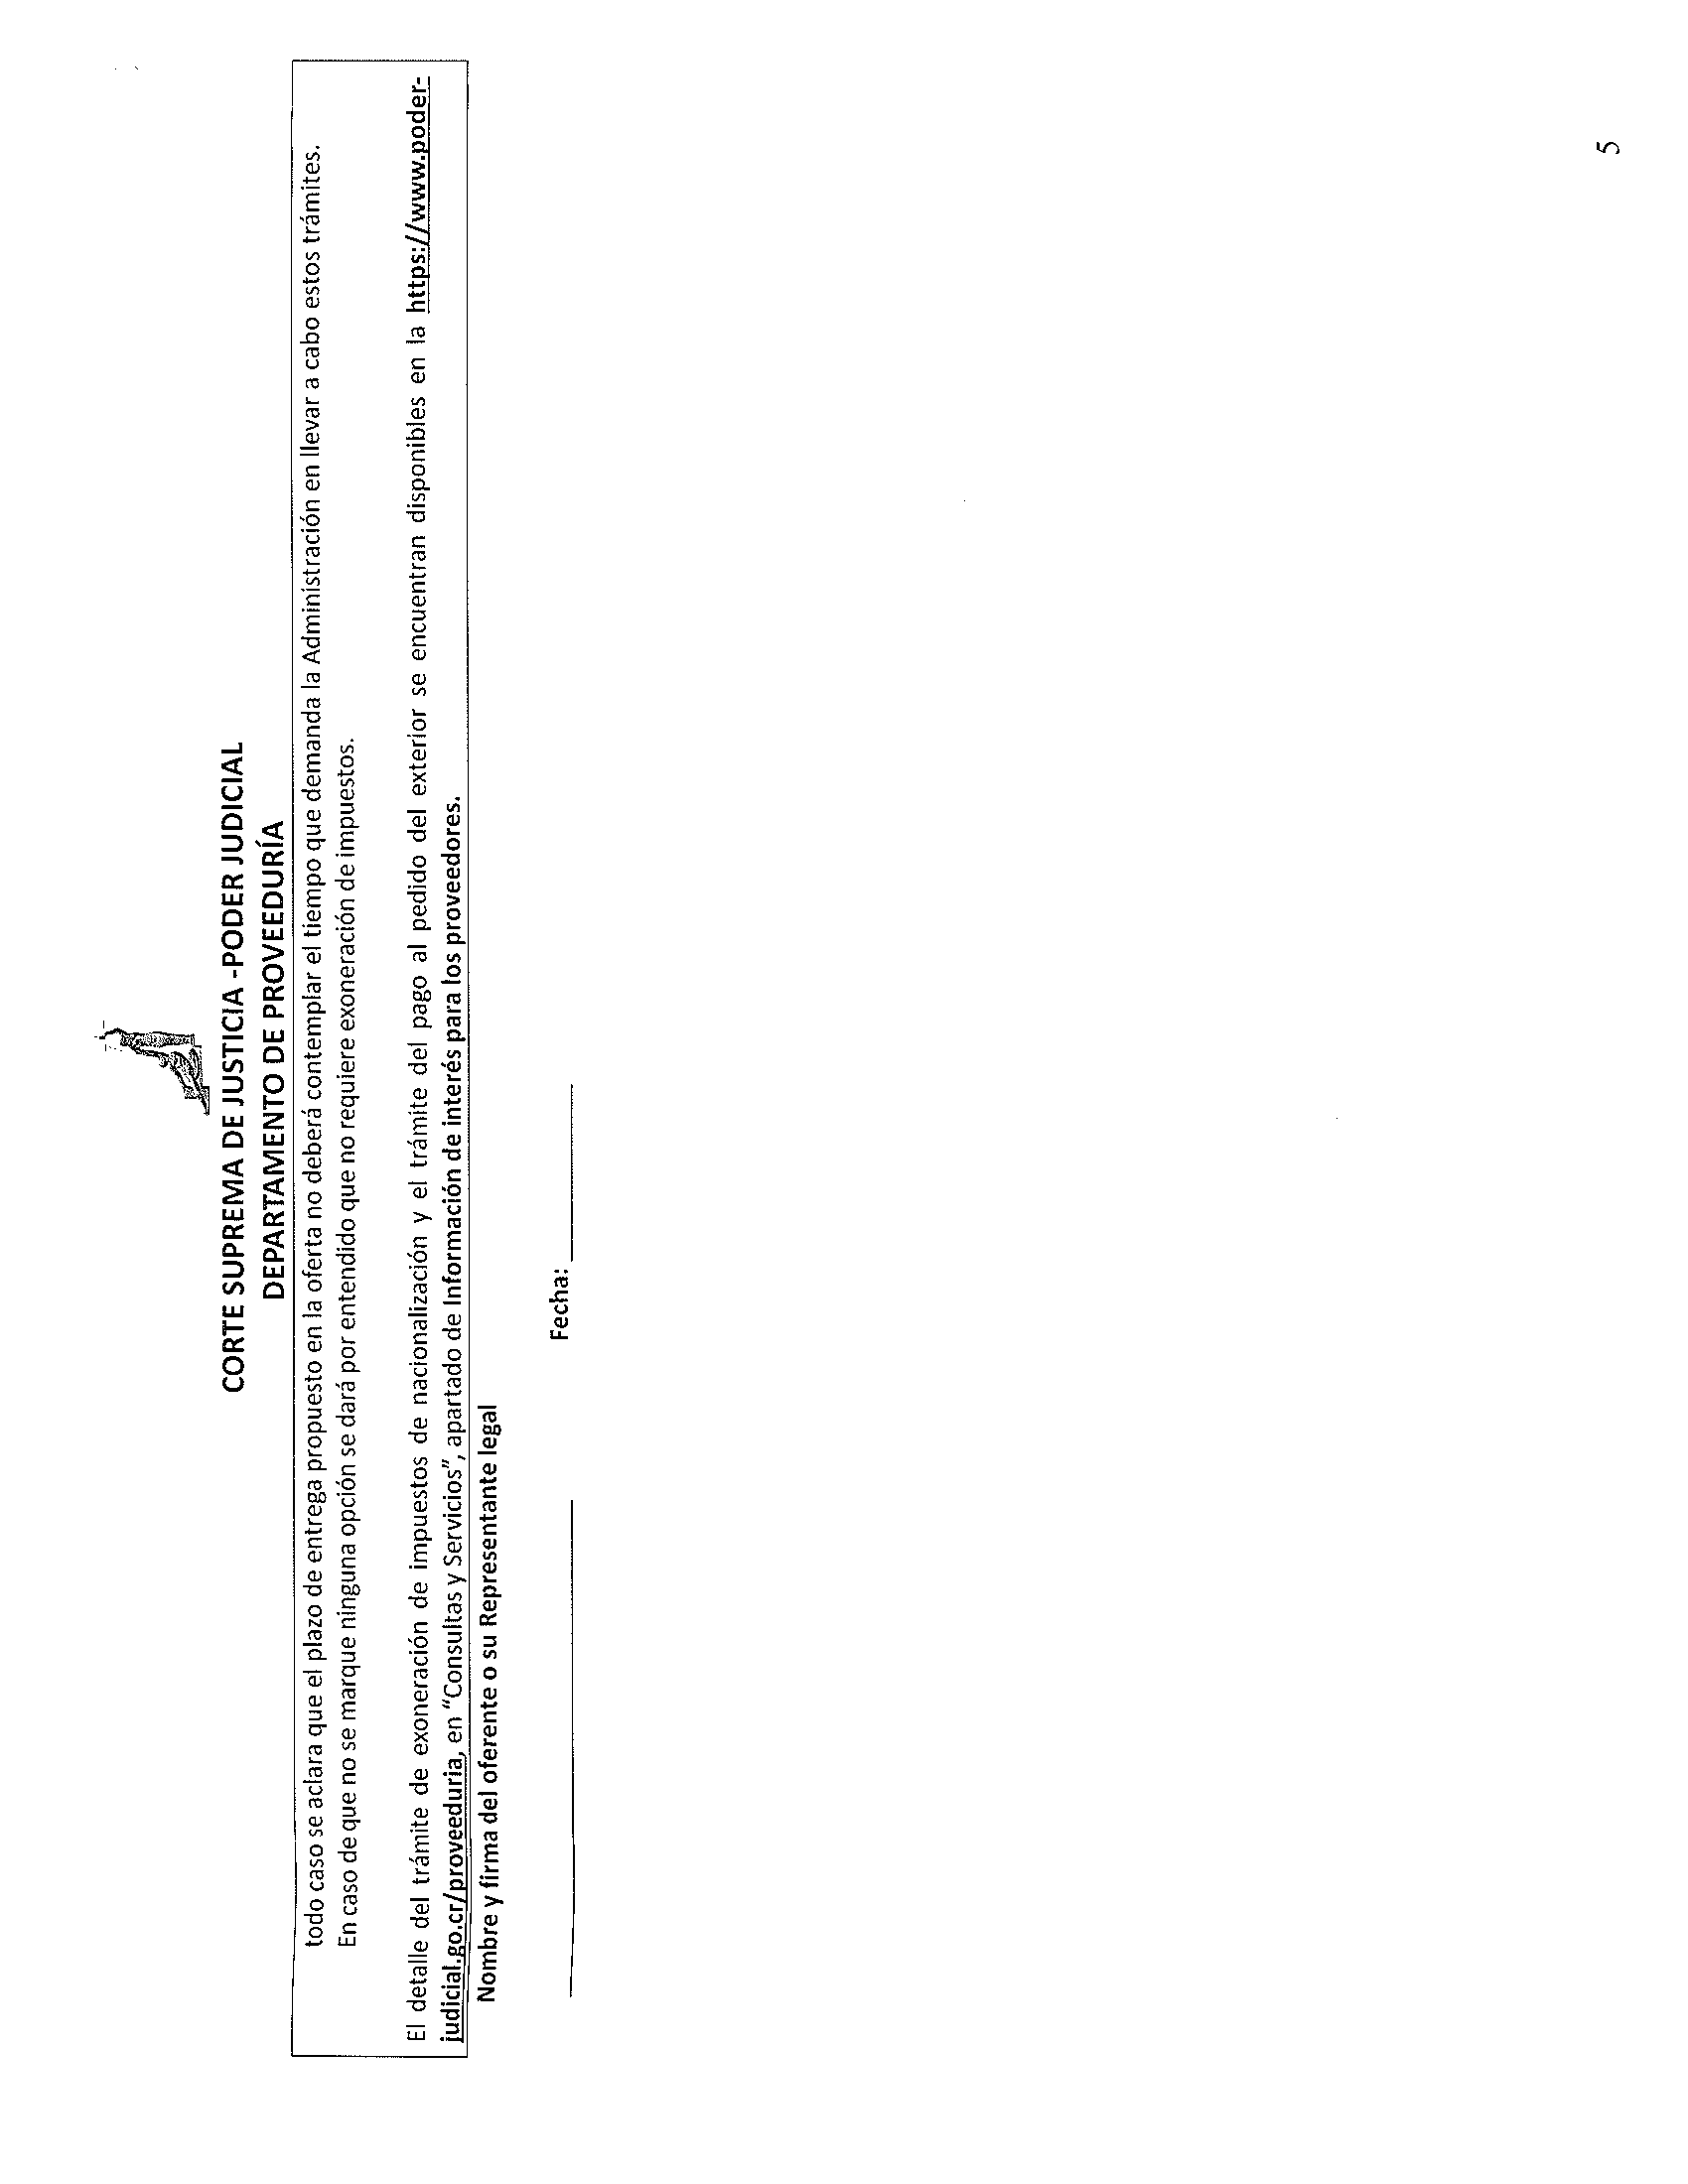 CORTE SUPREMA DE JUSTICIA -PODER JUDICIAL
DEPARTAMENTO DE PROVEEDURÍA
todo caso se aclara que el plazo de entrega propuesto en la oferta no deberá contemplar el tiempo que demanda la Administración en llevar a cabo estos trámites.
En caso de que no se marque ninguna opción se dará por entendido que no requiere exoneración de impuestos.
El detalle del trámite de exoneración de impuestos de nacionalización y el trámite del pago al pedido del exterior se encuentran disponibles en la https://www.poder-
judicial.go.cr/proveeduria, en "Consultas y Servicios", apartado de Información de interés para los proveedores.
Nombre y firma del oferente o su Representante legal
Fecha:
5